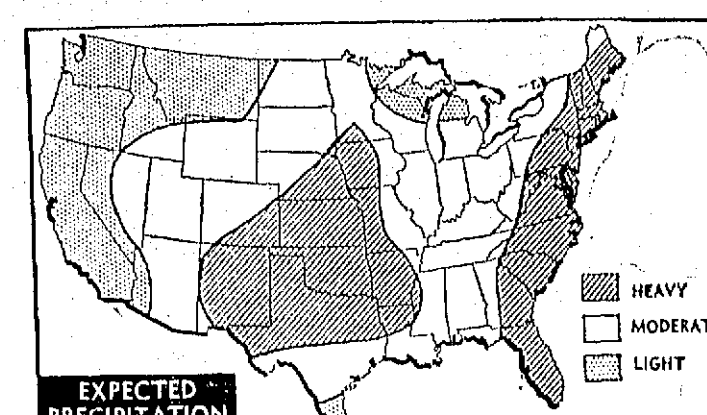 HEAVY
MODERAT
LIGHT
EXPECTED
PRECIPITATION